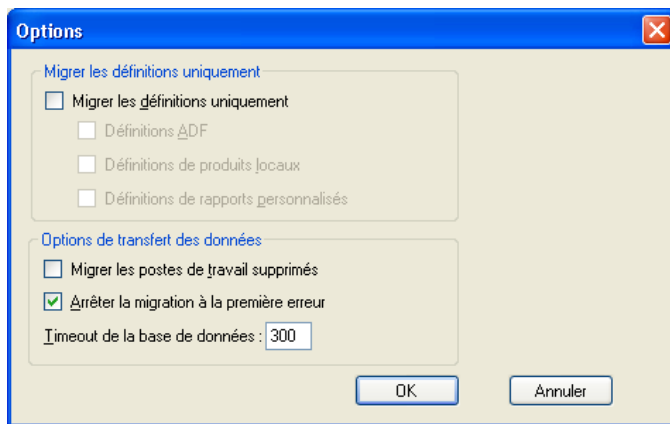 Options
Migrer les définitions uniquement
Migrer les définitions uniquement
Définitions ADF
Définitions de produits locaux
Définitions de rapports personnalisés
Options de transfert des données
Migrer les postes de travail supprimés
Arrêter la migration à la première erreur
Timeout de la base de données : 300
OK Annuler